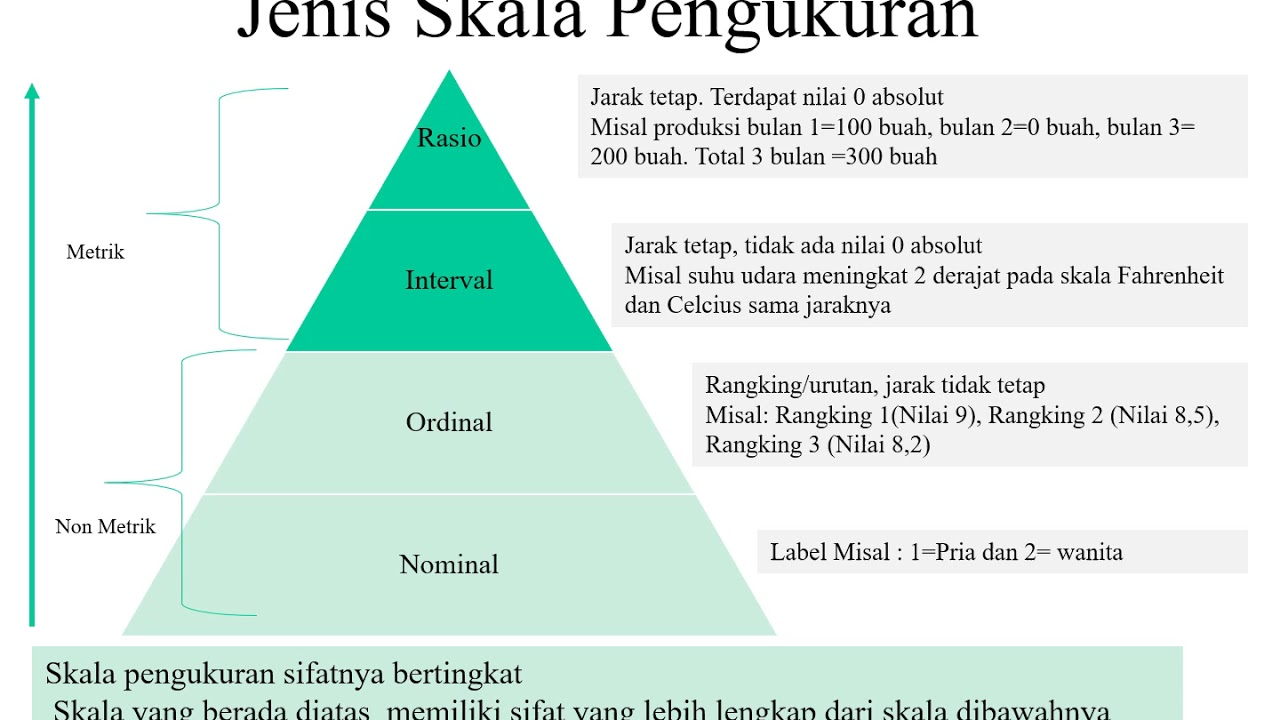 Jenis Skala Pengukuran
Rasio
Jarak tetap. Terdapat nilai 0 absolut
Misal produksi bulan 1=100 buah, bulan 2=0 buah, bulan 3=
200 buah. Total 3 bulan =300 buah
Metrik
Interval
Jarak tetap, tidak ada nilai 0 absolut
Misal suhu udara meningkat 2 derajat pada skala Fahrenheit
dan Celcius sama jaraknya
Ordinal
Rangking/urutan, jarak tidak tetap
Misal: Rangking 1(Nilai 9), Rangking 2 (Nilai 8,5),
Rangking 3 (Nilai 8,2)
Non Metrik
Nominal
Label Misal : 1=Pria dan 2= wanita
Skala pengukuran sifatnya bertingkat
Skala yang berada diatas memiliki sifat yang lebih lengkap dari skala dibawahnya